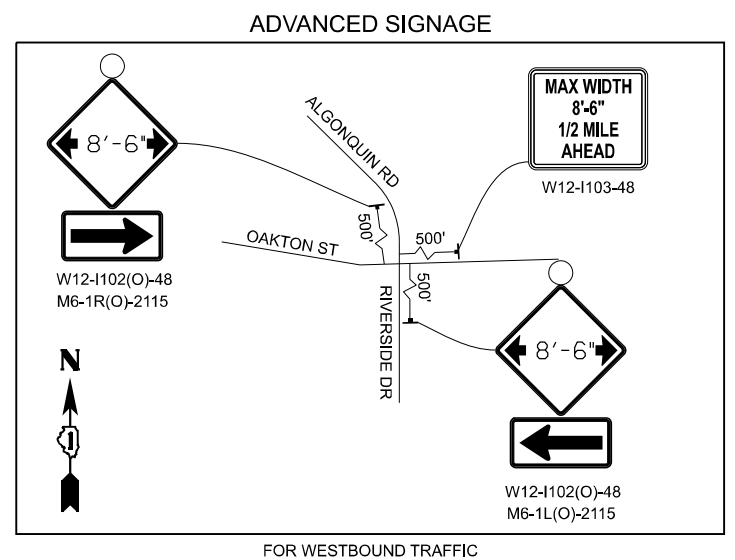 ADVANCED SIGNAGE
8'-6"
W12-I102(O)-48
M6-1R(O)-2115
ALGONQUIN RD
MAX WIDTH
8'-6"
1/2 MILE
AHEAD
W12-I103-48
OAKTON ST
500'
500'
500'
RIVERSIDE DR
8'-6"
W12-I102(O)-48
M6-1L(O)-2115
N
I
FOR WESTBOUND TRAFFIC